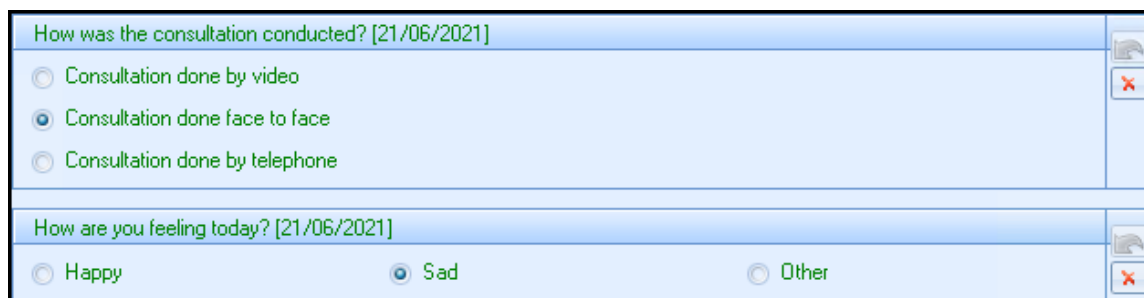 How was the consultation conducted? [21/06/2021]
Consultation done by video
Consultation done face to face
Consultation done by telephone
How are you feeling today? [21/06/2021]
Happy Sad Other